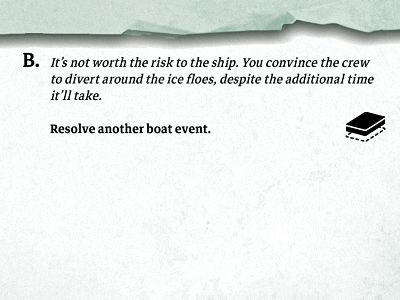 B. It's not worth the risk to the ship. You convince the crew
to divert around the ice floes, despite the additional time
it'll take.
Resolve another boat event.